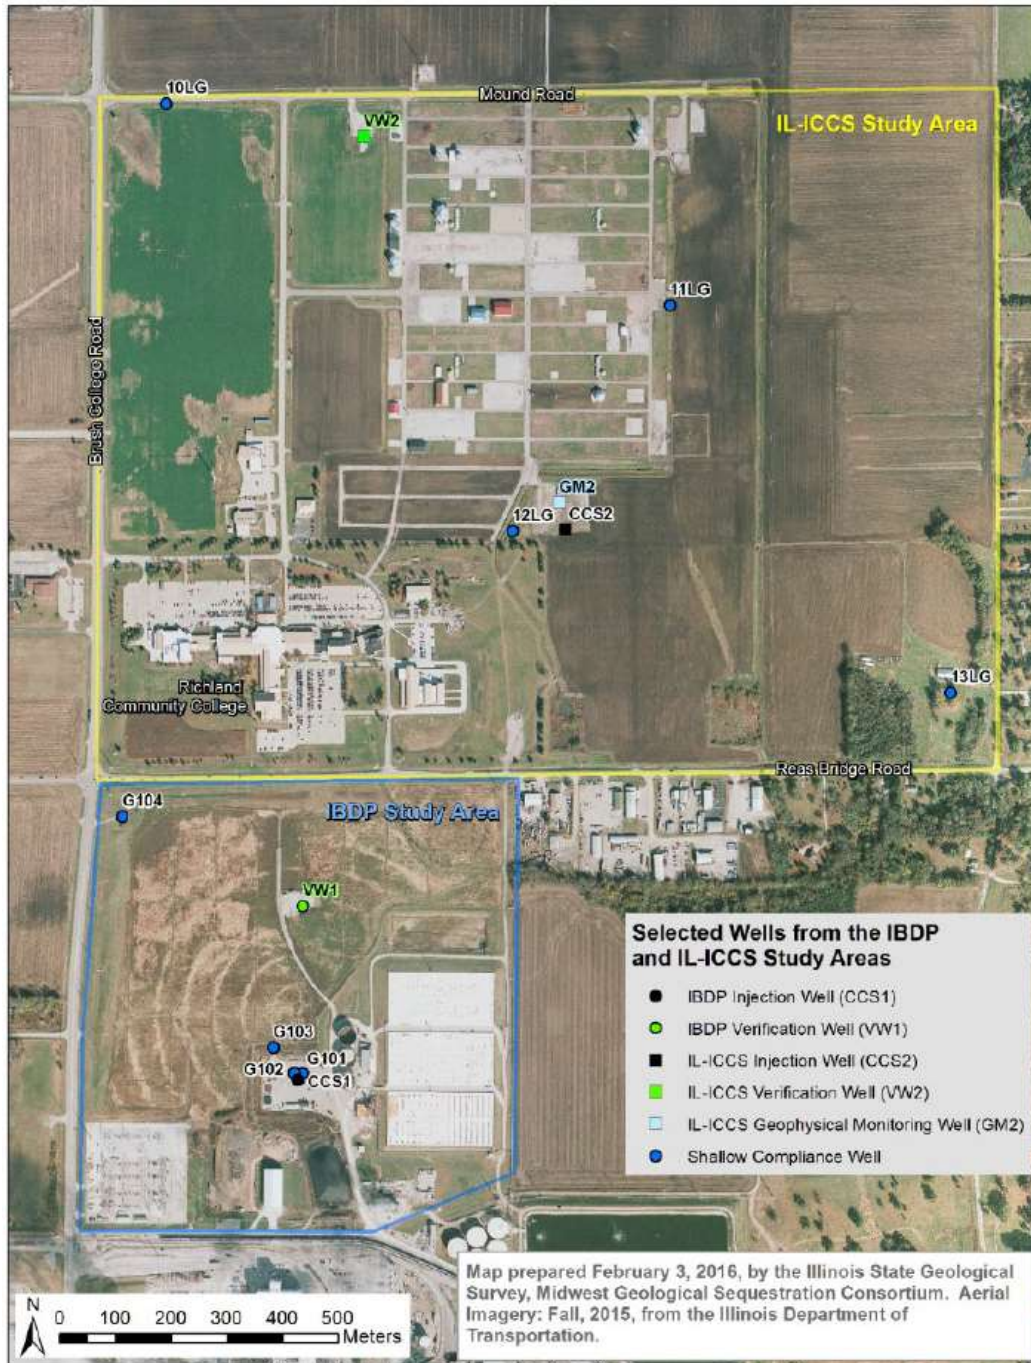 10LG
Mound Road
VW2
IL-ICCS Study Area
11LG
Brush College Road
GM2
12LG
CCS2
13LG
Richland
Community College
Reas Bridge Road
G104
IBDP Study Area
VW1
G103
G101
G102
CCS1
Selected Wells from the IBDP
and IL-ICCS Study Areas
IBDP Injection Well (CCS1)
IBDP Verification Well (VW1)
IL-ICCS Injection Well (CCS2)
IL-ICCS Verification Well (VW2)
IL-ICCS Geophysical Monitoring Well (GM2)
Shallow Compliance Well
Map prepared February 3, 2016, by the Illinois State Geological
Survey, Midwest Geological Sequestration Consortium. Aerial
Imagery: Fall, 2015, from the Illinois Department of
Transportation.
N
0 100 200 300 400 500
Meters